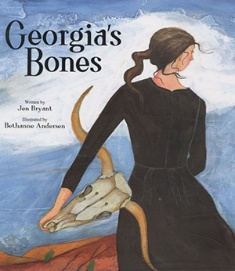 Georgia's
Bones
Written by
Jen Bryant
Illustrated by
Bethanne Andersen